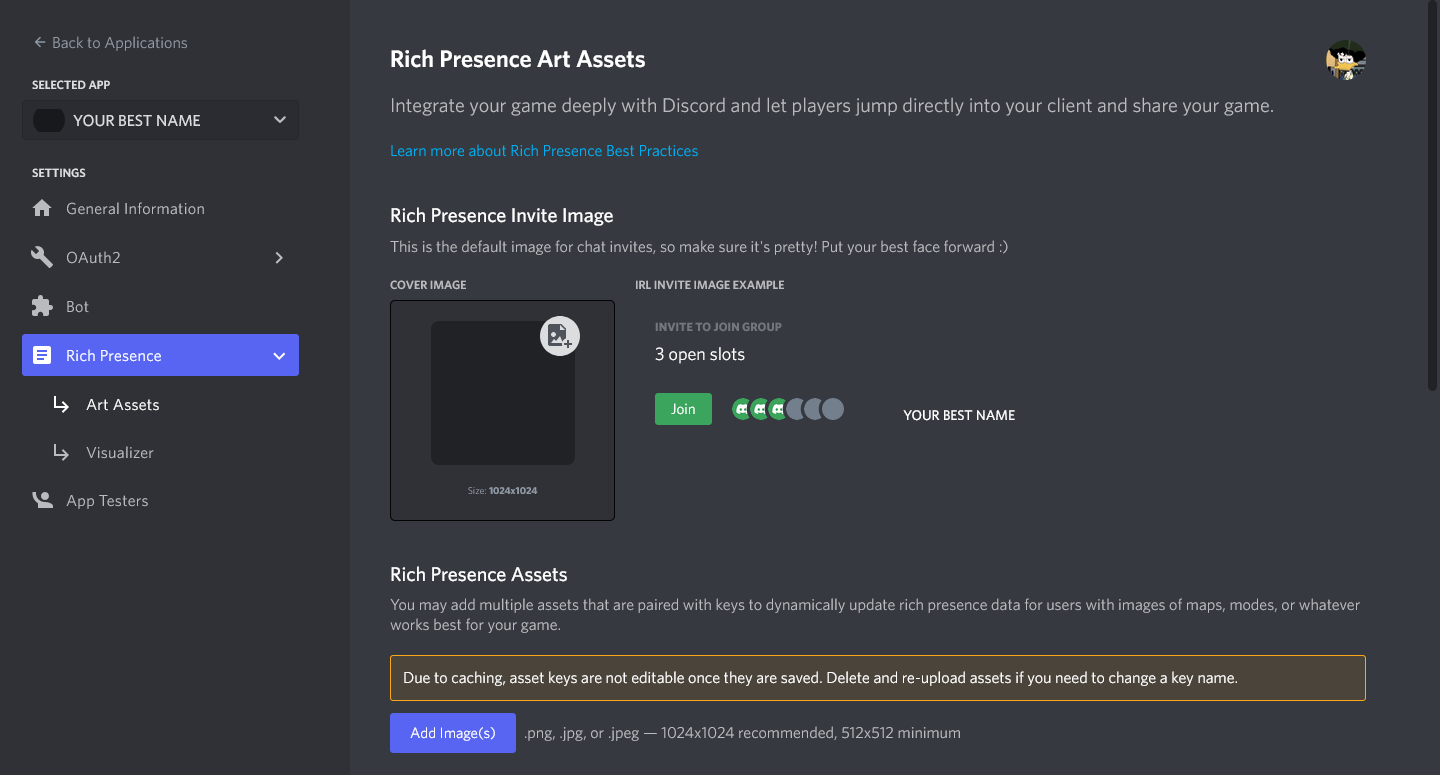 Back to Applications
SELECTED APP
YOUR BEST NAME
SETTINGS
General Information
OAuth2
Bot
Rich Presence
Art Assets
Visualizer
App Testers
Rich Presence Art Assets
Integrate your game deeply with Discord and let players jump directly into your client and share your game.
Learn more about Rich Presence Best Practices
Rich Presence Invite Image
This is the default image for chat invites, so make sure it's pretty! Put your best face forward :)
COVER IMAGE
Size: 1024x1024
IRL INVITE IMAGE EXAMPLE
INVITE TO JOIN GROUP
3 open slots
Join
YOUR BEST NAME
Rich Presence Assets
You may add multiple assets that are paired with keys to dynamically update rich presence data for users with images of maps, modes, or whatever
works best for your game.
Due to caching, asset keys are not editable once they are saved. Delete and re-upload assets if you need to change a key name.
Add Image(s)
.png, .jpg, or .jpeg — 1024x1024 recommended, 512x512 minimum